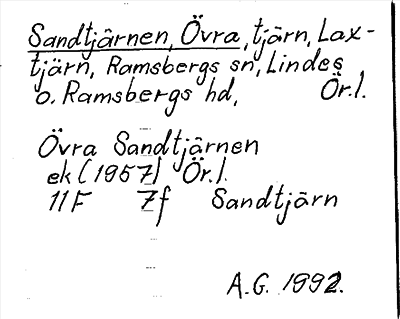 Sandtjärnen, Övra, tjärn, Lax-
tjärn, Ramsbergs sn, Lindes
o. Ramsbergs hd, Ör.l.
Övra Sandtjärnen
ek (1957) Ör.l.
11F 7f Sandtjärn
A.G. 1992.